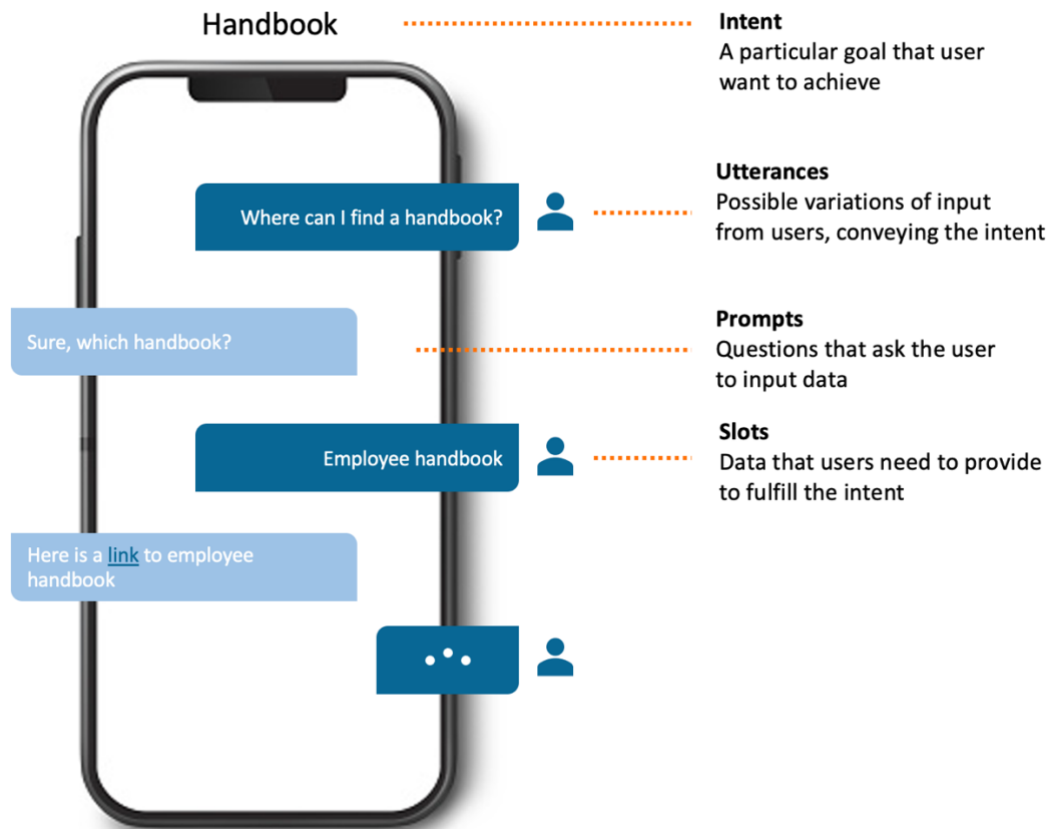 Handbook
Intent
A particular goal that user
want to achieve
Where can I find a handbook?
Utterances
Possible variations of input
from users, conveying the intent
Sure, which handbook?
Prompts
Questions that ask the user
to input data
Employee handbook
Slots
Data that users need to provide
to fulfill the intent
Here is a link to employee
handbook